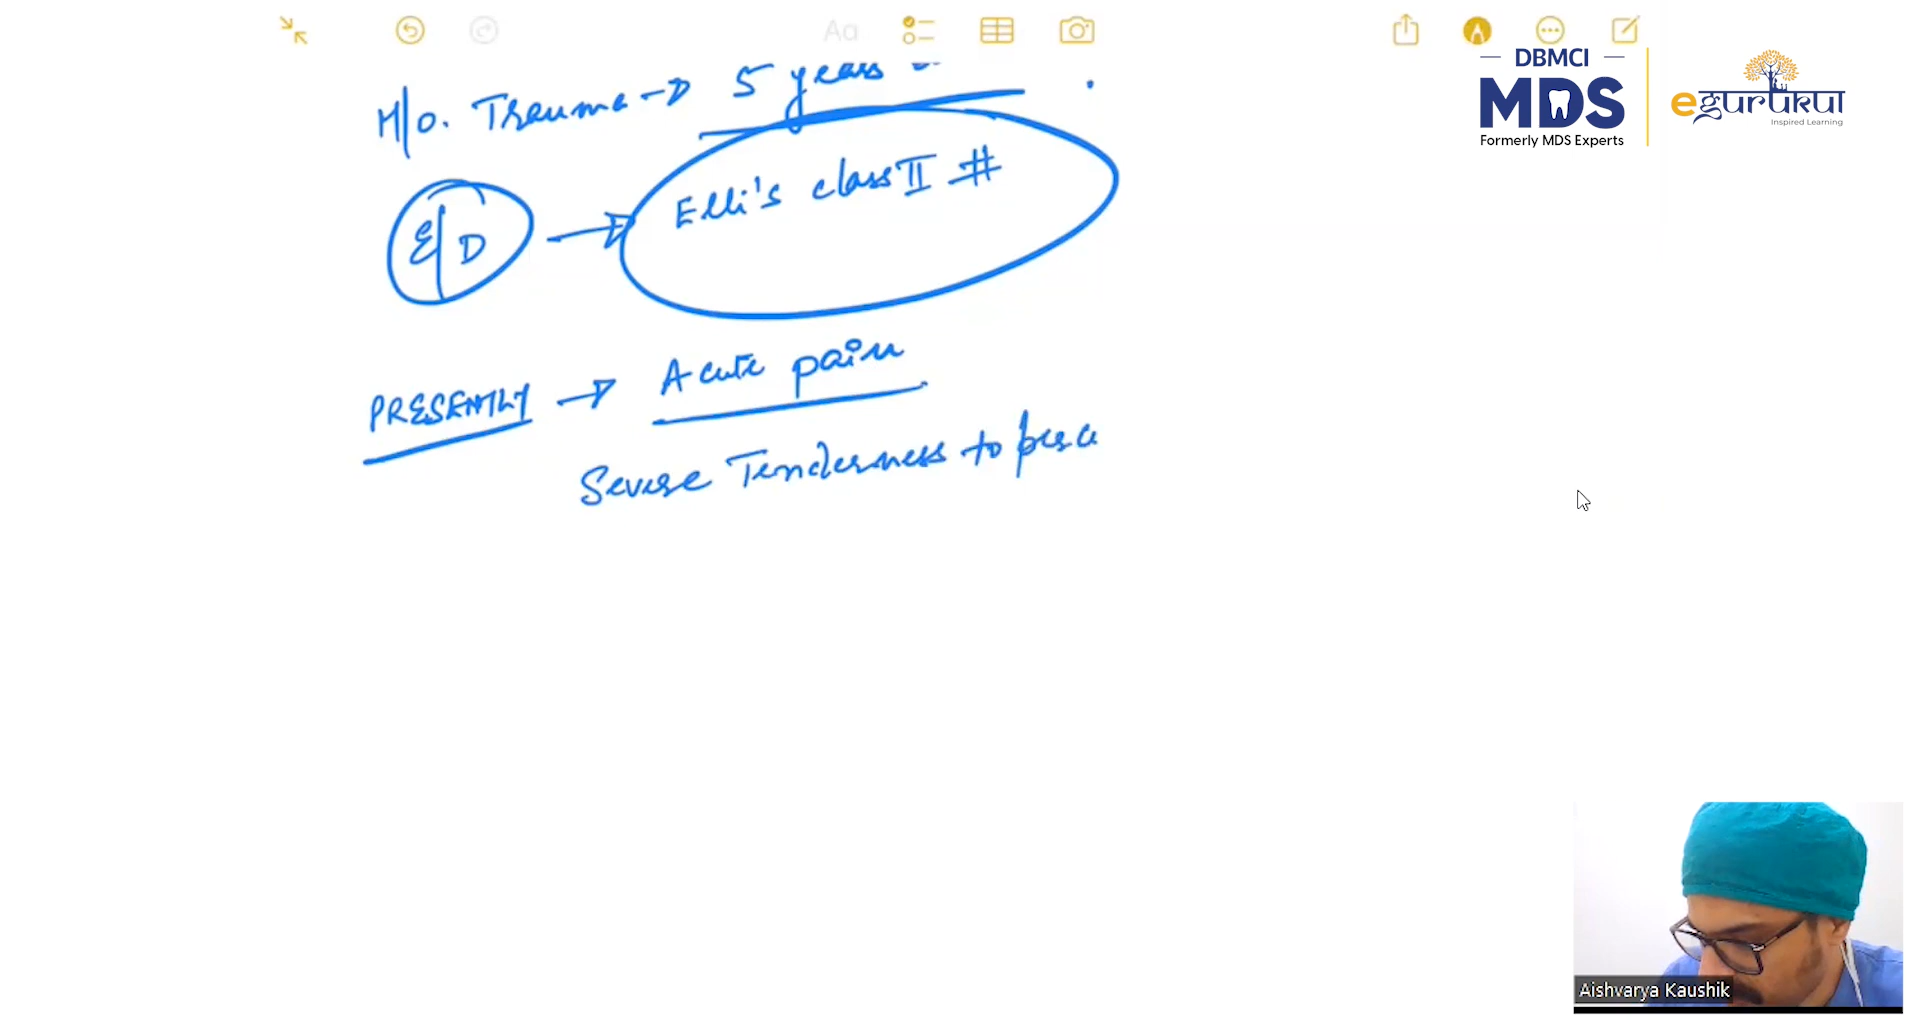 Aa
DBMCI
MDS
Formerly MDS Experts
egurukul
Inspired Learning
H/o. Trauma → 5 years
E/D → Elli's class II #
PRESENTLY → Acute pain
Severe Tenderness to
Aishvarya Kaushik